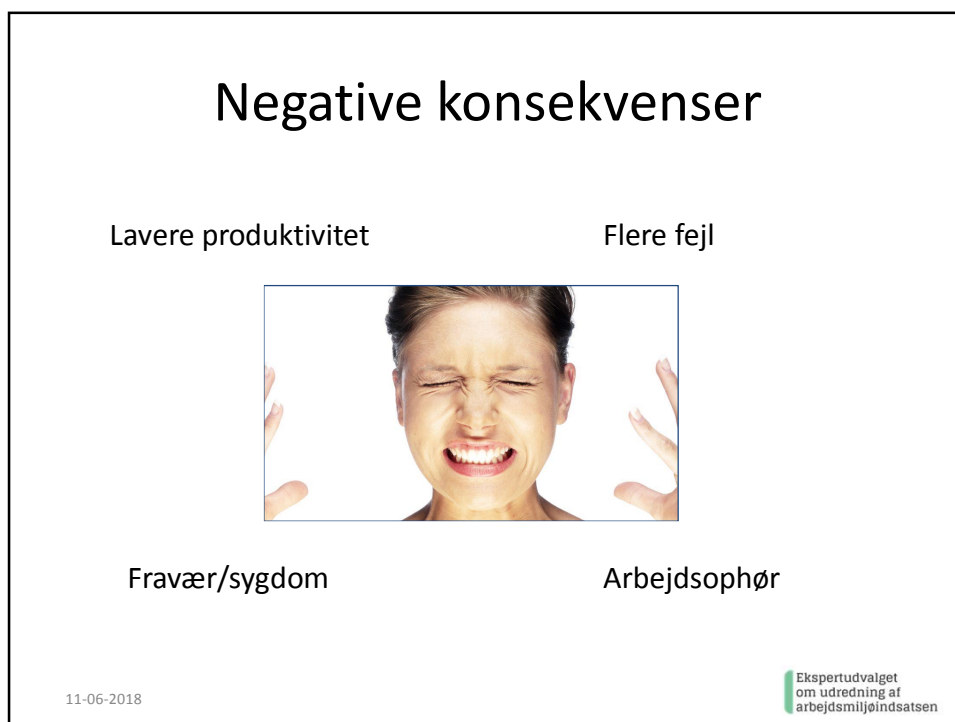 Negative konsekvenser
Lavere produktivitet
Flere fejl
Fravær/sygdom
Arbejdsophør
11-06-2018
Ekspertudvalget
om udredning af
arbejdsmiljøindsatsen